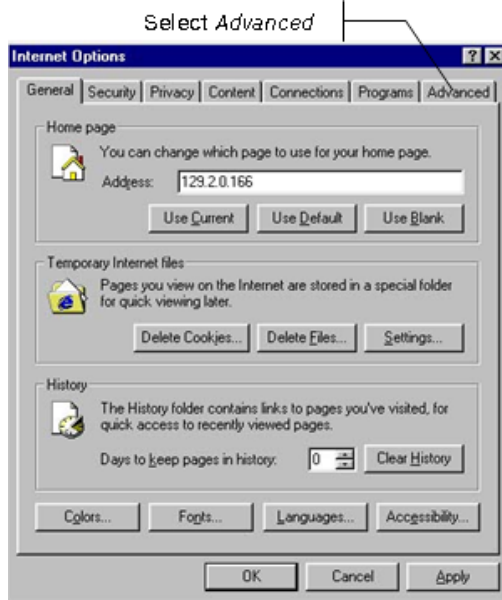 Select Advanced
Internet Options
General Security Privacy Content Connections Programs Advanced
Home page
You can change which page to use for your home page.
Address: 129.2.0.166
Use Current Use Default Use Blank
Temporary Internet files
Pages you view on the Internet are stored in a special folder
for quick viewing later.
Delete Cookies... Delete Files... Settings...
History
The History folder contains links to pages you've visited, for
quick access to recently viewed pages.
Days to keep pages in history: 0 Clear History
Colors... Fonts... Languages... Accessibility...
OK Cancel Apply